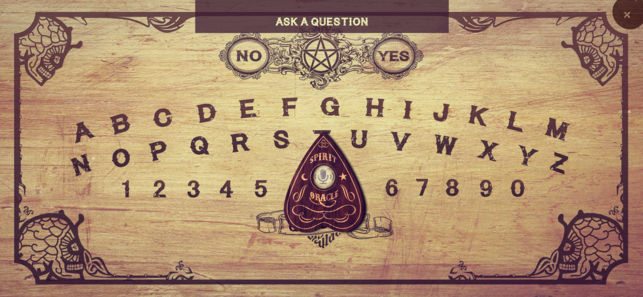 ASK A QUESTION
NO YES
A B C D E F G H I J K L M
N O P Q R S T U V W X Y Z
1 2 3 4 5 6 7 8 9 0
SPIRIT
ORACLE